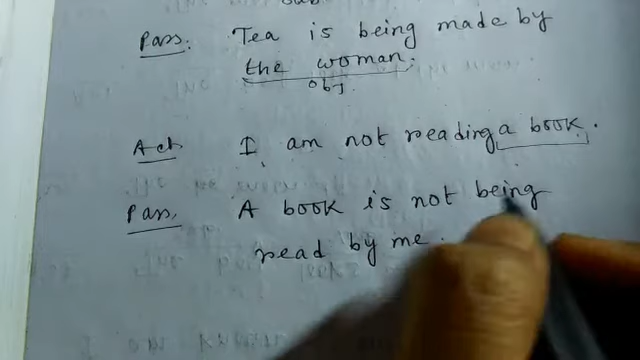 sub
Pass. Tea is being made by
the woman.
obj
Act. I am not reading a book.
Pass. A book is not being
read by me.